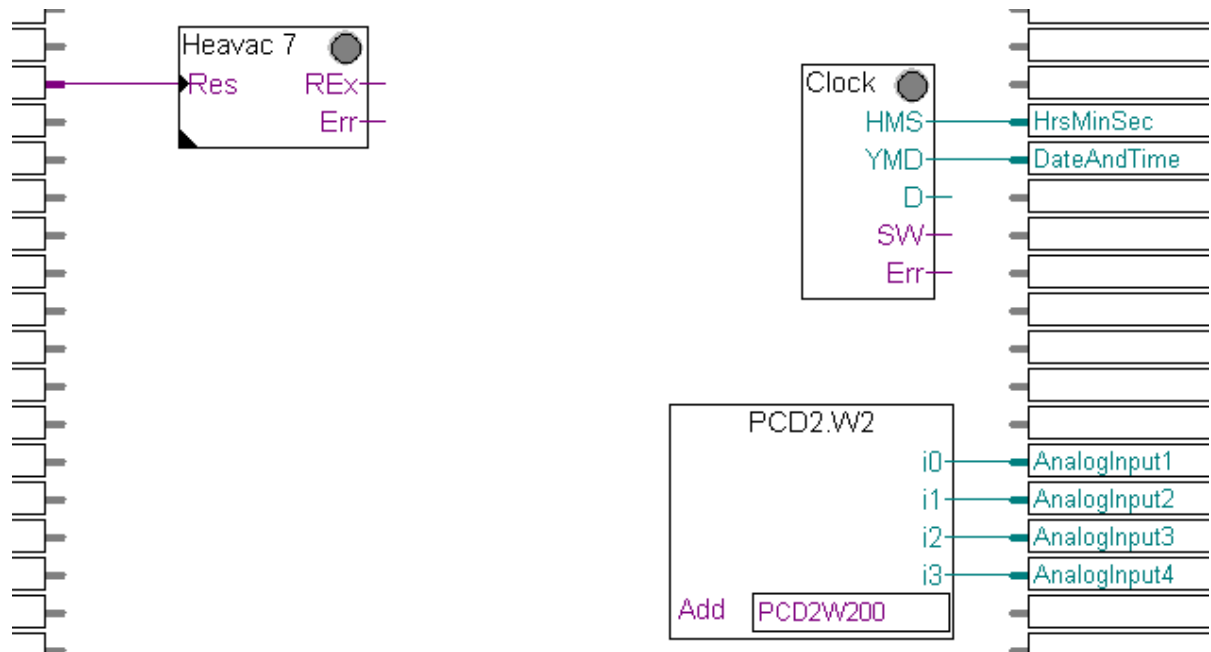 Heavac 7
Res REx
Err
Clock
HMS HrsMinSec
YMD DateAndTime
D
SW
Err
PCD2.W2
i0 AnalogInput1
i1 AnalogInput2
i2 AnalogInput3
i3 AnalogInput4
Add PCD2W200